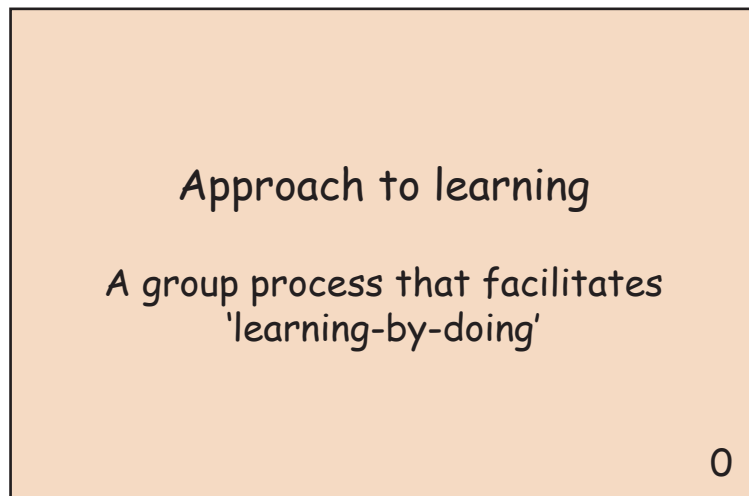 Approach to learning
A group process that facilitates
‘learning-by-doing’
0